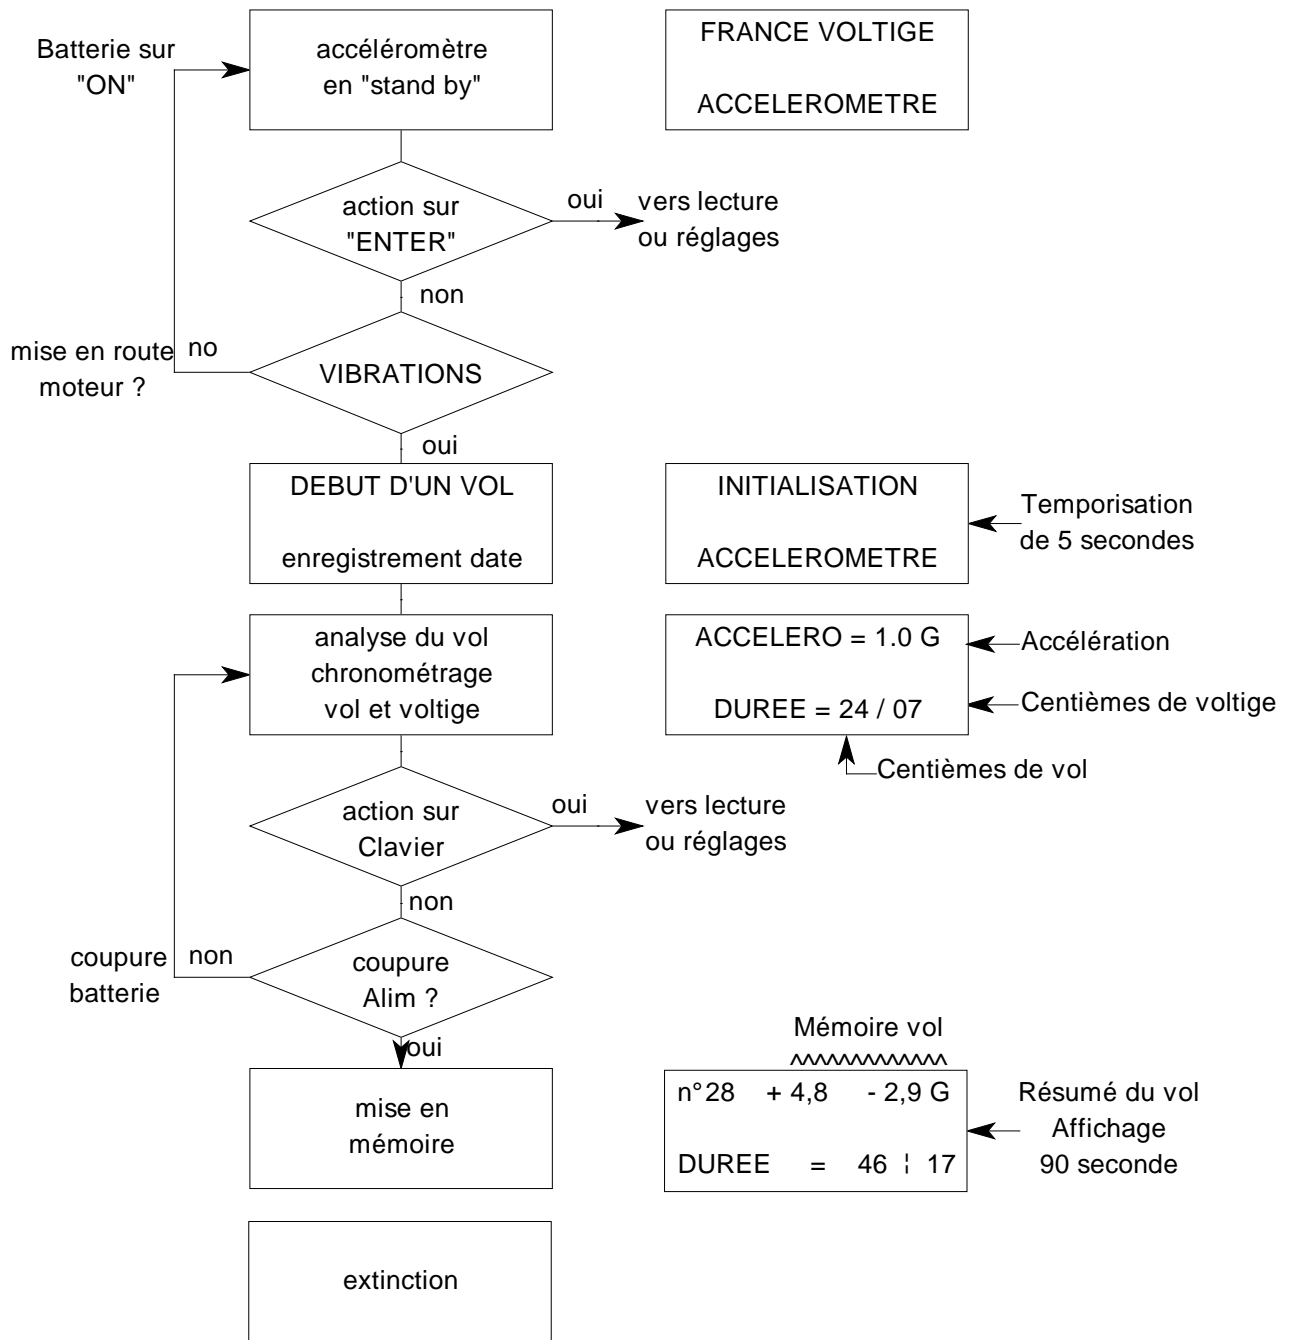 Batterie sur
"ON"
accéléromètre
en "stand by"
FRANCE VOLTIGE
ACCELEROMETRE
action sur
"ENTER"
oui
vers lecture
ou réglages
non
mise en route
moteur ?
no
VIBRATIONS
oui
DEBUT D'UN VOL
enregistrement date
INITIALISATION
ACCELEROMETRE
Temporisation
de 5 secondes
analyse du vol
chronométrage
vol et voltige
ACCELERO = 1.0 G
DUREE = 24 / 07
Accélération
Centièmes de voltige
Centièmes de vol
action sur
Clavier
oui
vers lecture
ou réglages
non
coupure
batterie
non
coupure
Alim ?
oui
mise en
mémoire
Mémoire vol
^^^^^^^^^^^^^
n°28 + 4,8 - 2,9 G
DUREE = 46 ¦ 17
Résumé du vol
Affichage
90 seconde
extinction